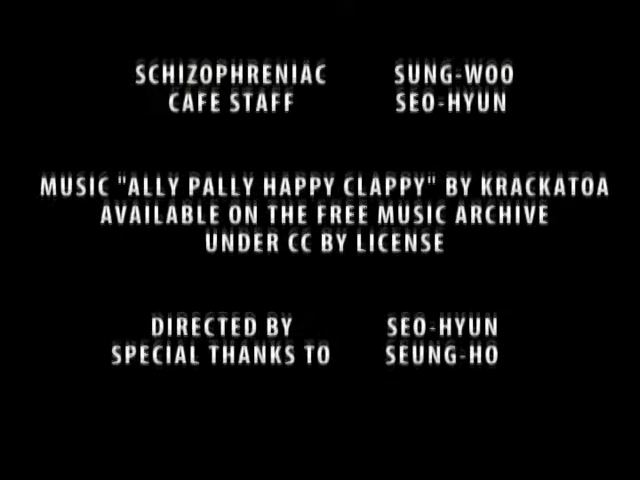 SCHIZOPHRENIAC SUNG-WOO
CAFE STAFF SEO-HYUN
MUSIC "ALLY PALLY HAPPY CLAPPY" BY KRACKATOA
AVAILABLE ON THE FREE MUSIC ARCHIVE
UNDER CC BY LICENSE
DIRECTED BY SEO-HYUN
SPECIAL THANKS TO SEUNG-HO